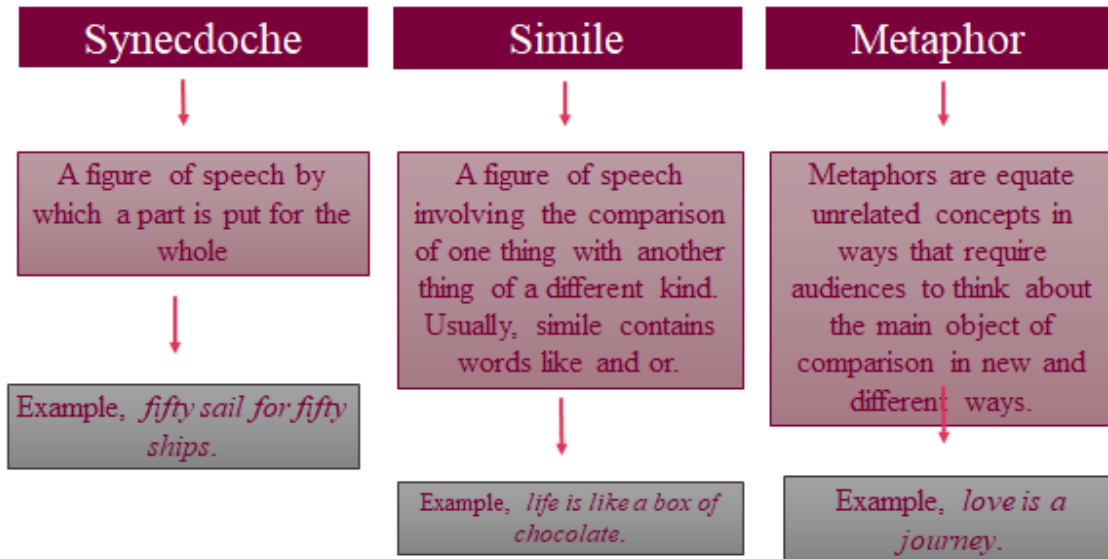 Synecdoche
A figure of speech by
which a part is put for the
whole
Example, fifty sail for fifty
ships.
Simile
A figure of speech
involving the comparison
of one thing with another
thing of a different kind.
Usually, simile contains
words like and or.
Example, life is like a box of
chocolate.
Metaphor
Metaphors are equate
unrelated concepts in
ways that require
audiences to think about
the main object of
comparison in new and
different ways.
Example, love is a
journey.